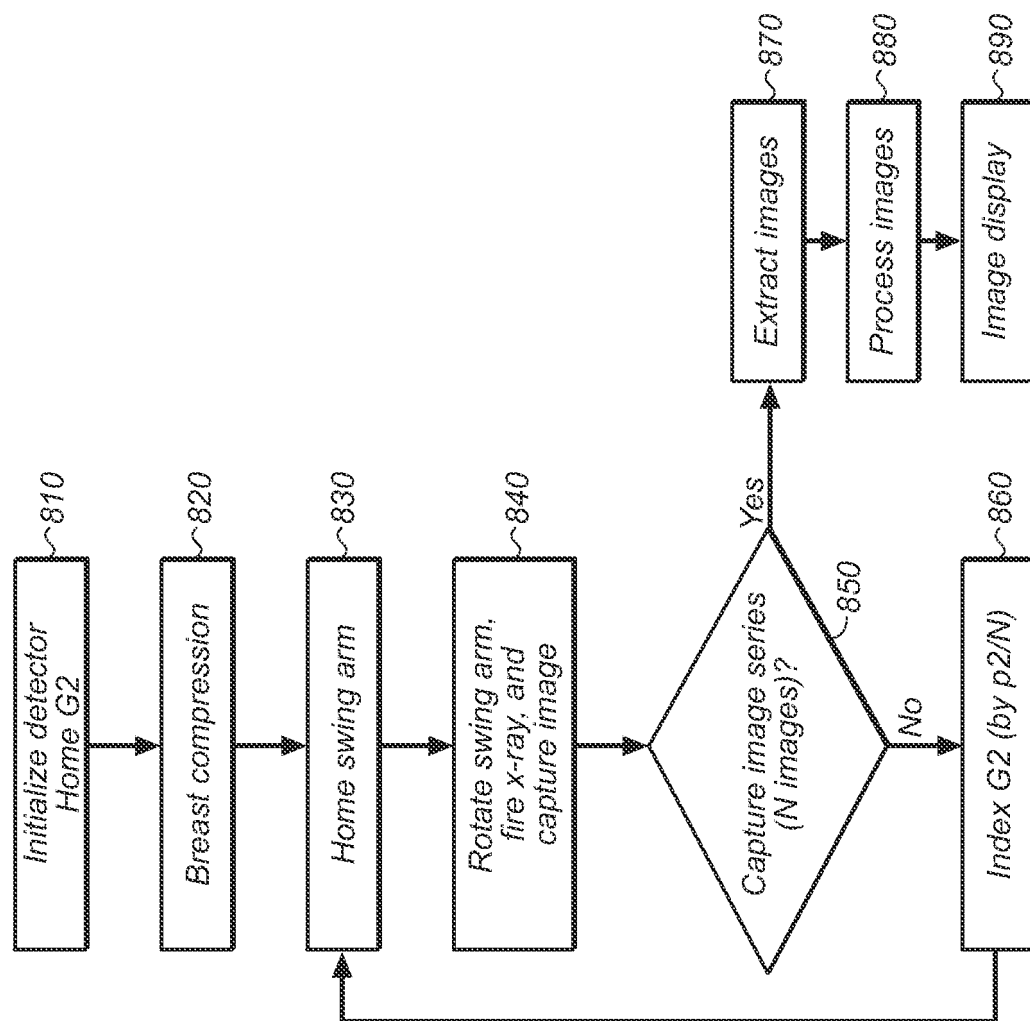 Initialize detector
Home G2
810
Breast compression
820
Home swing arm
830
Rotate swing arm,
fire x-ray, and
capture image
840
Capture image series
(N images)?
850
Yes
No
Index G2 (by p2/N)
860
Extract images
870
Process images
880
Image display
890